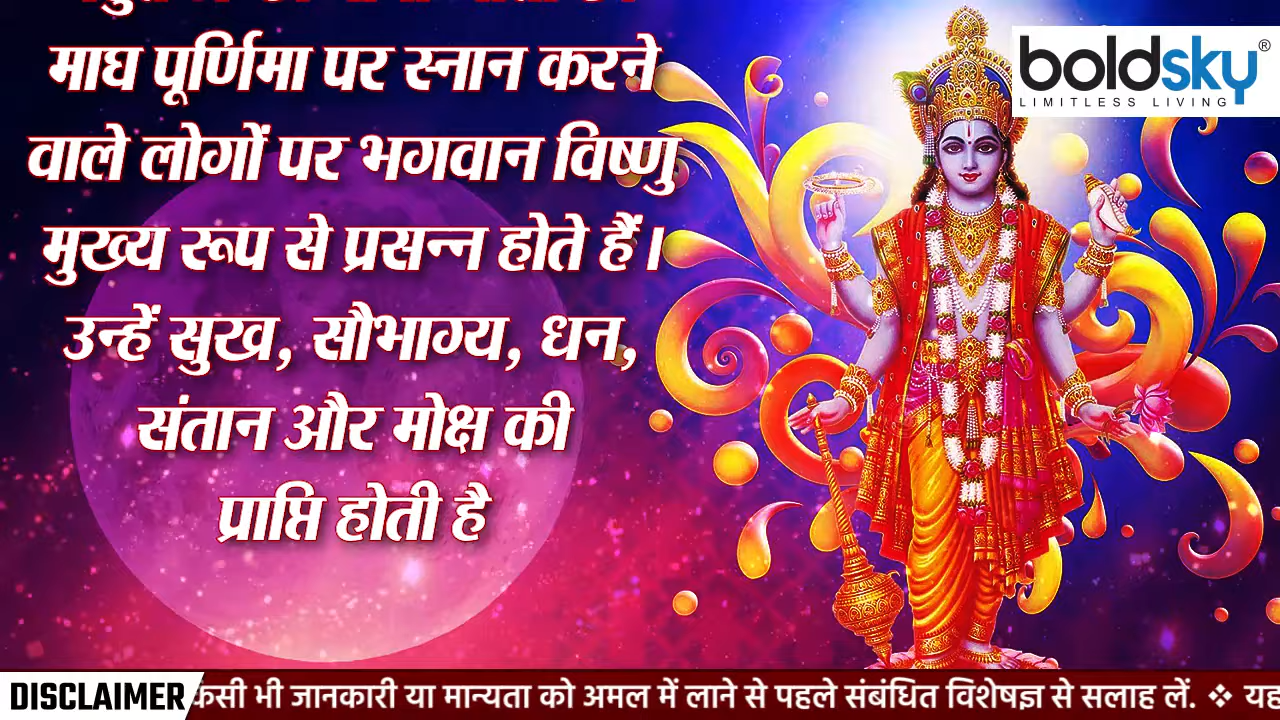 माघ पूर्णिमा पर स्नान करने
वाले लोगों पर भगवान विष्णु
मुख्य रूप से प्रसन्न होते हैं।
उन्हें सुख, सौभाग्य, धन,
संतान और मोक्ष की
प्राप्ति होती है
boldsky®
LIMITLESS LIVING
DISCLAIMER
भी जानकारी या मान्यता को अमल में लाने से पहले संबंधित विशेषज्ञ से सलाह लें. ❖ यह